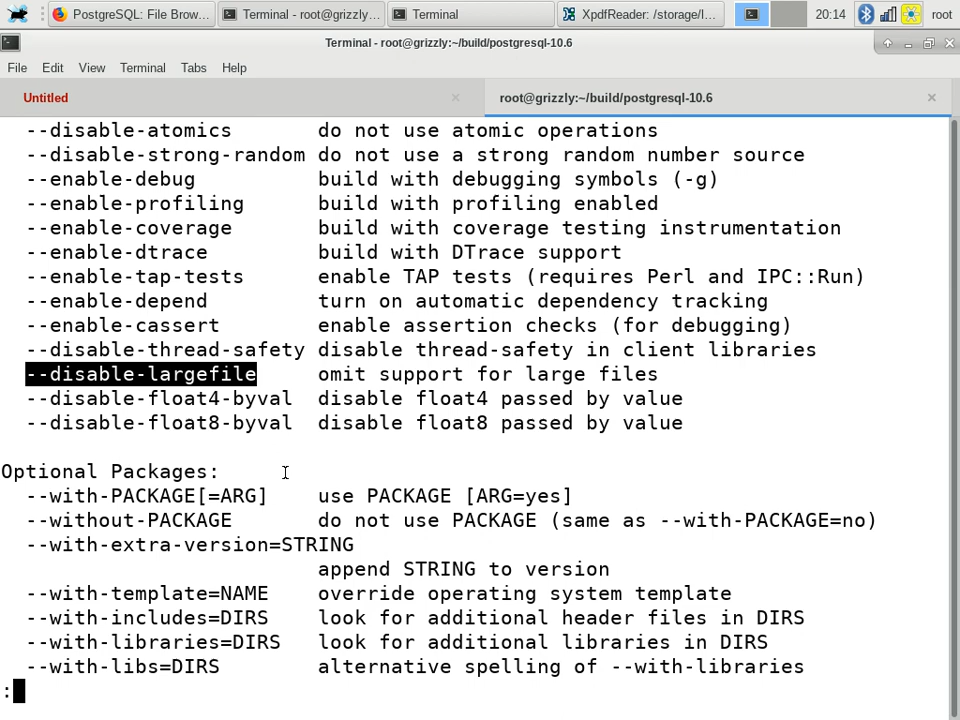 PostgreSQL: File Brow...
Terminal - root@grizzly:...
Terminal
XpdfReader: /storage/l...
20:14
root
Terminal - root@grizzly:~/build/postgresql-10.6
File Edit View Terminal Tabs Help
Untitled
root@grizzly:~/build/postgresql-10.6
--disable-atomics do not use atomic operations
--disable-strong-random do not use a strong random number source
--enable-debug build with debugging symbols (-g)
--enable-profiling build with profiling enabled
--enable-coverage build with coverage testing instrumentation
--enable-dtrace build with DTrace support
--enable-tap-tests enable TAP tests (requires Perl and IPC::Run)
--enable-depend turn on automatic dependency tracking
--enable-cassert enable assertion checks (for debugging)
--disable-thread-safety disable thread-safety in client libraries
--disable-largefile omit support for large files
--disable-float4-byval disable float4 passed by value
--disable-float8-byval disable float8 passed by value
Optional Packages:
--with-PACKAGE[=ARG] use PACKAGE [ARG=yes]
--without-PACKAGE do not use PACKAGE (same as --with-PACKAGE=no)
--with-extra-version=STRING
append STRING to version
--with-template=NAME override operating system template
--with-includes=DIRS look for additional header files in DIRS
--with-libraries=DIRS look for additional libraries in DIRS
--with-libs=DIRS alternative spelling of --with-libraries
: